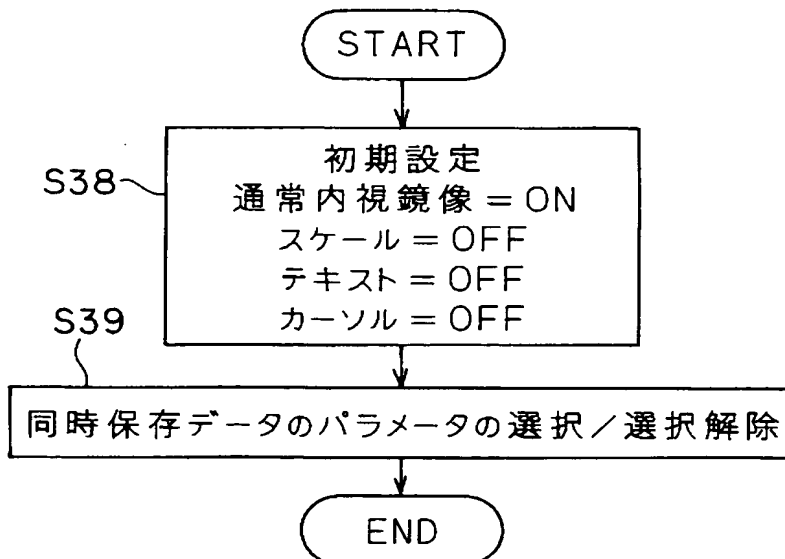 START
S38
初期設定
通常内視鏡像 = ON
スケール = OFF
テキスト = OFF
カーソル = OFF
S39
同時保存データのパラメータの選択/選択解除
END